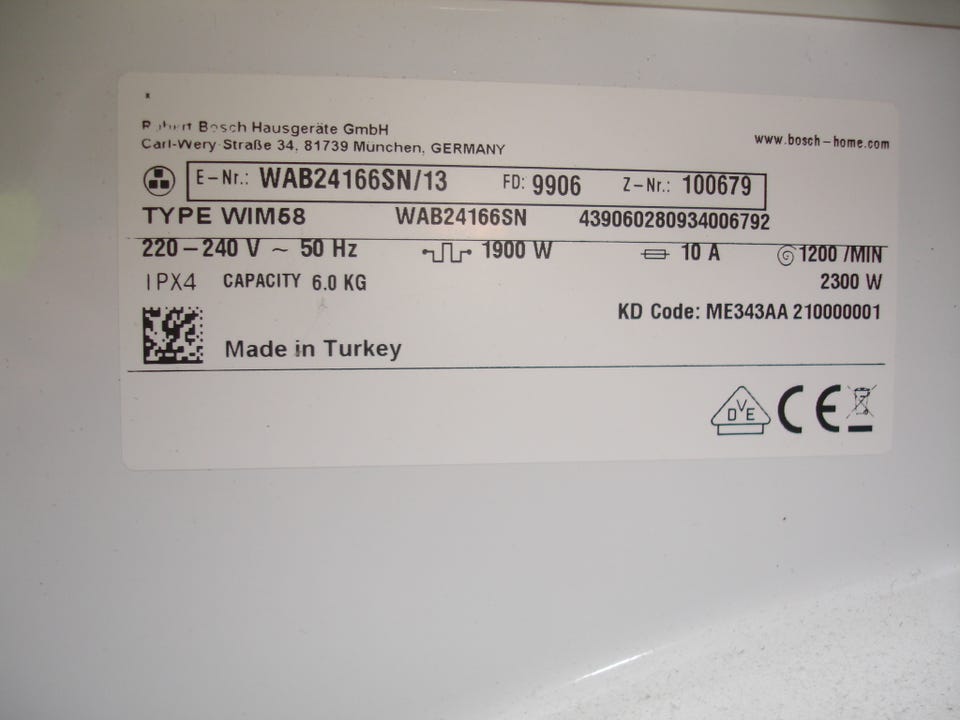 Robert Bosch Hausgeräte GmbH
Carl-Wery-Straße 34, 81739 München, GERMANY
www.bosch-home.com
E-Nr.: WAB24166SN/13 FD: 9906 Z-Nr.: 100679
TYPE WIM58 WAB24166SN 439060280934006792
220-240 V ~ 50 Hz 1900 W 10 A 1200 /MIN
IPX4 CAPACITY 6.0 KG 2300 W
KD Code: ME343AA 210000001
Made in Turkey
DVE CE